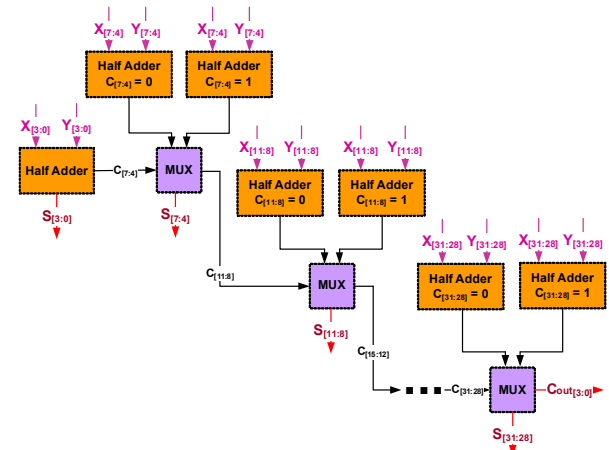 X[7:4] Y[7:4] X[7:4] Y[7:4]
Half Adder
C[7:4] = 0
Half Adder
C[7:4] = 1
X[3:0] Y[3:0]
Half Adder
C[7:4]
MUX
S[3:0]
S[7:4]
X[11:8] Y[11:8] X[11:8] Y[11:8]
Half Adder
C[11:8] = 0
Half Adder
C[11:8] = 1
C[11:8]
MUX
S[11:8]
X[31:28] Y[31:28] X[31:28] Y[31:28]
Half Adder
C[31:28] = 0
Half Adder
C[31:28] = 1
C[15:12]
C[31:28]
MUX
Cout[3:0]
S[31:28]